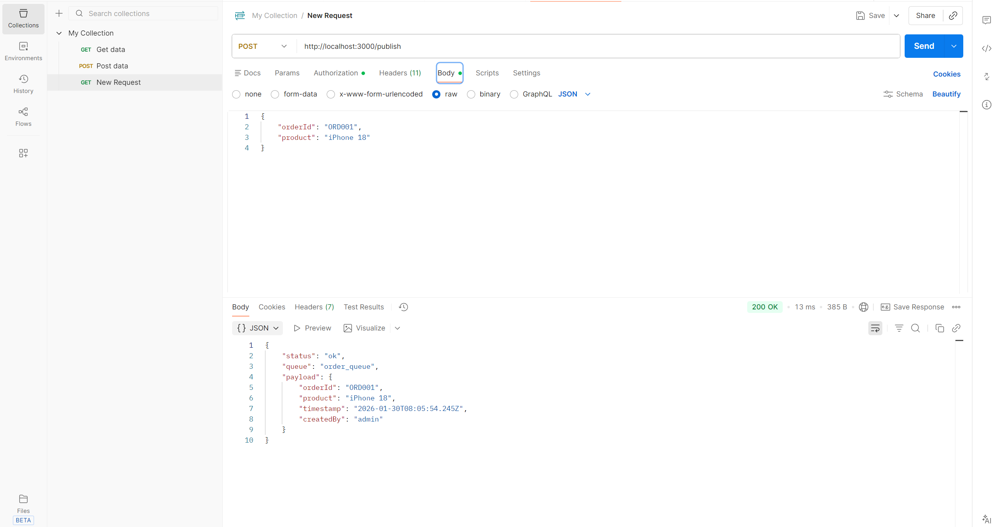 Collections
Environments
History
Flows
Files
BETA
Search collections
My Collection
GET Get data
POST Post data
GET New Request
HTTP My Collection / New Request
Save
Share
POST http://localhost:3000/publish
Send
Docs Params Authorization Headers (11) Body Scripts Settings
Cookies
none form-data x-www-form-urlencoded raw binary GraphQL JSON
Schema Beautify
1 {
2 "orderId": "ORD001",
3 "product": "iPhone 18"
4 }
Body Cookies Headers (7) Test Results
200 OK • 13 ms • 385 B • e.g. Save Response
{} JSON Preview Visualize
1 {
2 "status": "ok",
3 "queue": "order_queue",
4 "payload": {
5 "orderId": "ORD001",
6 "product": "iPhone 18",
7 "timestamp": "2026-01-30T08:05:54.245Z",
8 "createdBy": "admin"
9 }
10 }
AI